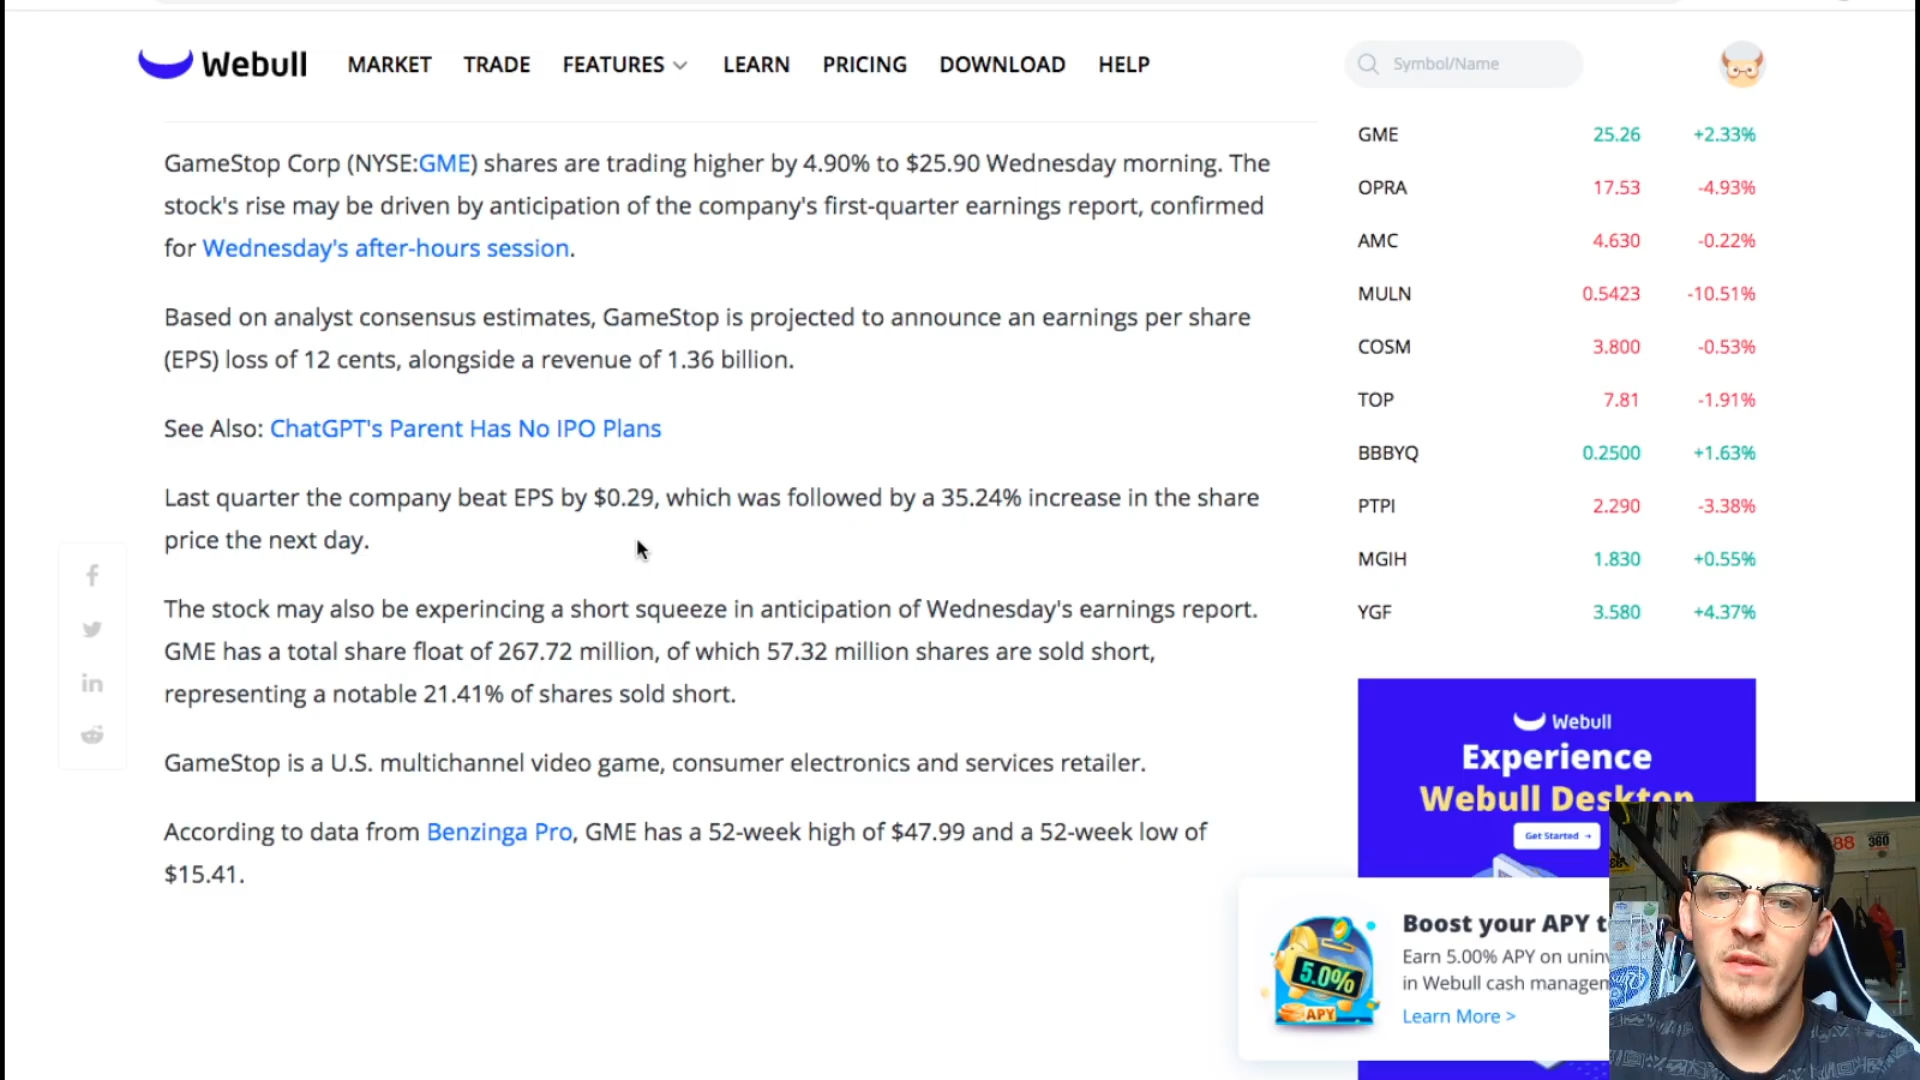 Webull MARKET TRADE FEATURES LEARN PRICING DOWNLOAD HELP Symbol/Name
GameStop Corp (NYSE:GME) shares are trading higher by 4.90% to $25.90 Wednesday morning. The
stock's rise may be driven by anticipation of the company's first-quarter earnings report, confirmed
for Wednesday's after-hours session.
Based on analyst consensus estimates, GameStop is projected to announce an earnings per share
(EPS) loss of 12 cents, alongside a revenue of 1.36 billion.
See Also: ChatGPT's Parent Has No IPO Plans
Last quarter the company beat EPS by $0.29, which was followed by a 35.24% increase in the share
price the next day.
The stock may also be experincing a short squeeze in anticipation of Wednesday's earnings report.
GME has a total share float of 267.72 million, of which 57.32 million shares are sold short,
representing a notable 21.41% of shares sold short.
GameStop is a U.S. multichannel video game, consumer electronics and services retailer.
According to data from Benzinga Pro, GME has a 52-week high of $47.99 and a 52-week low of
$15.41.
GME 25.26 +2.33%
OPRA 17.53 -4.93%
AMC 4.630 -0.22%
MULN 0.5423 -10.51%
COSM 3.800 -0.53%
TOP 7.81 -1.91%
BBBYQ 0.2500 +1.63%
PTPI 2.290 -3.38%
MGIH 1.830 +0.55%
YGF 3.580 +4.37%
Webull
Experience
Webull Desktop
Get Started →
5.0%
APY
Boost your APY t
Earn 5.00% APY on unin
in Webull cash managem
Learn More >
88 360